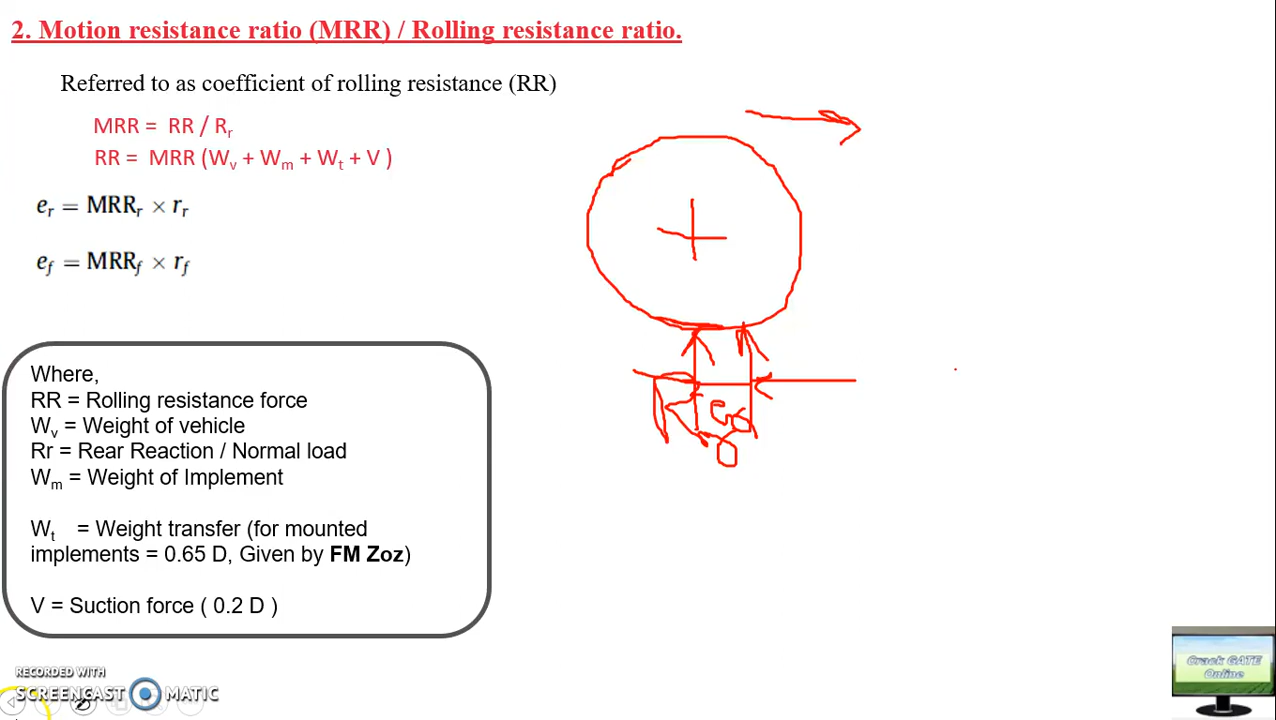 2. Motion resistance ratio (MRR) / Rolling resistance ratio.
Referred to as coefficient of rolling resistance (RR)
MRR = RR / Rr
RR = MRR (Wv + Wm + Wt + V )
er = MRRr × rr
ef = MRRf × rf
Where,
RR = Rolling resistance force
Wv = Weight of vehicle
Rr = Rear Reaction / Normal load
Wm = Weight of Implement
Wt = Weight transfer (for mounted
implements = 0.65 D, Given by FM Zoz)
V = Suction force ( 0.2 D )
RECORDED WITH
SCREENCAST MATIC
Crack GATE
Online